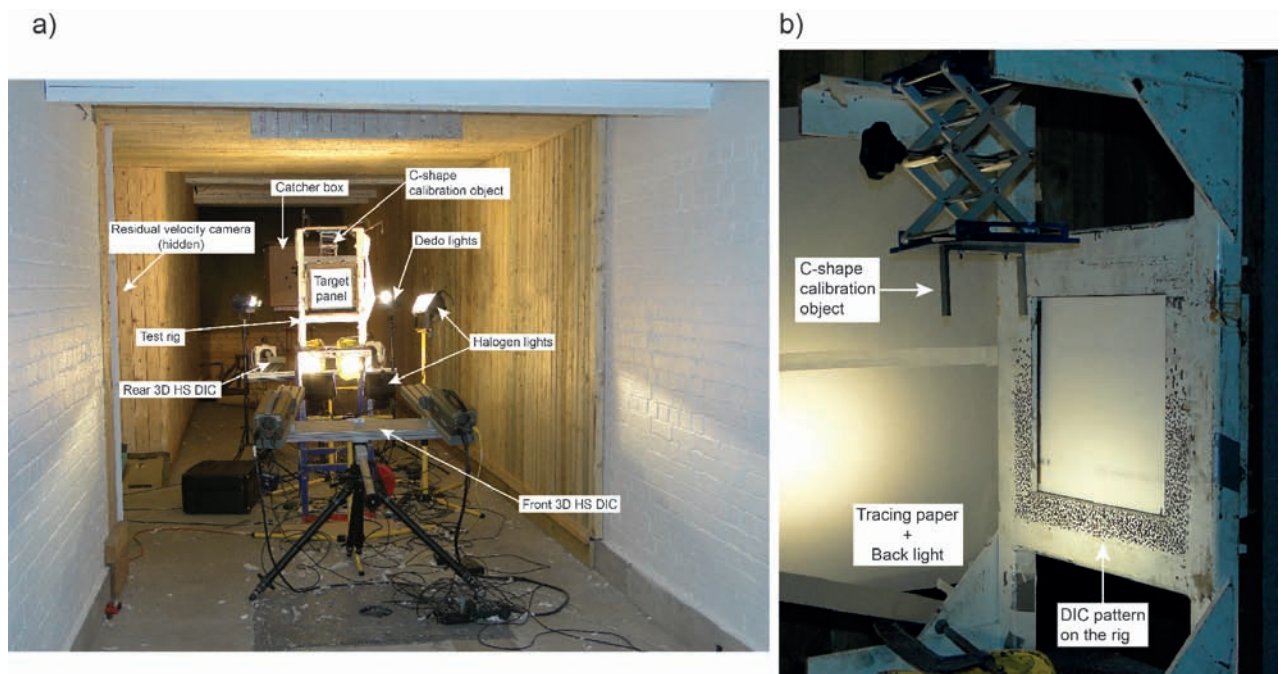 a)
Catcher box
C-shape
calibration object
Residual velocity camera
(hidden)
Dedo lights
Target
panel
Test rig
Halogen lights
Rear 3D HS DIC
Front 3D HS DIC
b)
C-shape
calibration
object
Tracing paper
+
Back light
DIC pattern
on the rig